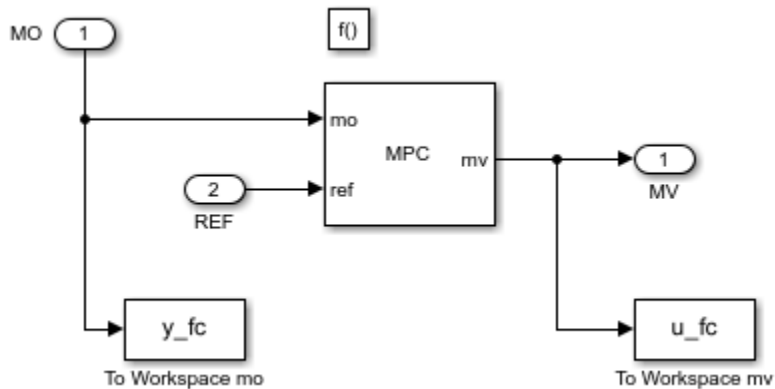 MO
1
f()
mo
MPC
mv
1
MV
2
ref
REF
y_fc
u_fc
To Workspace mo
To Workspace mv